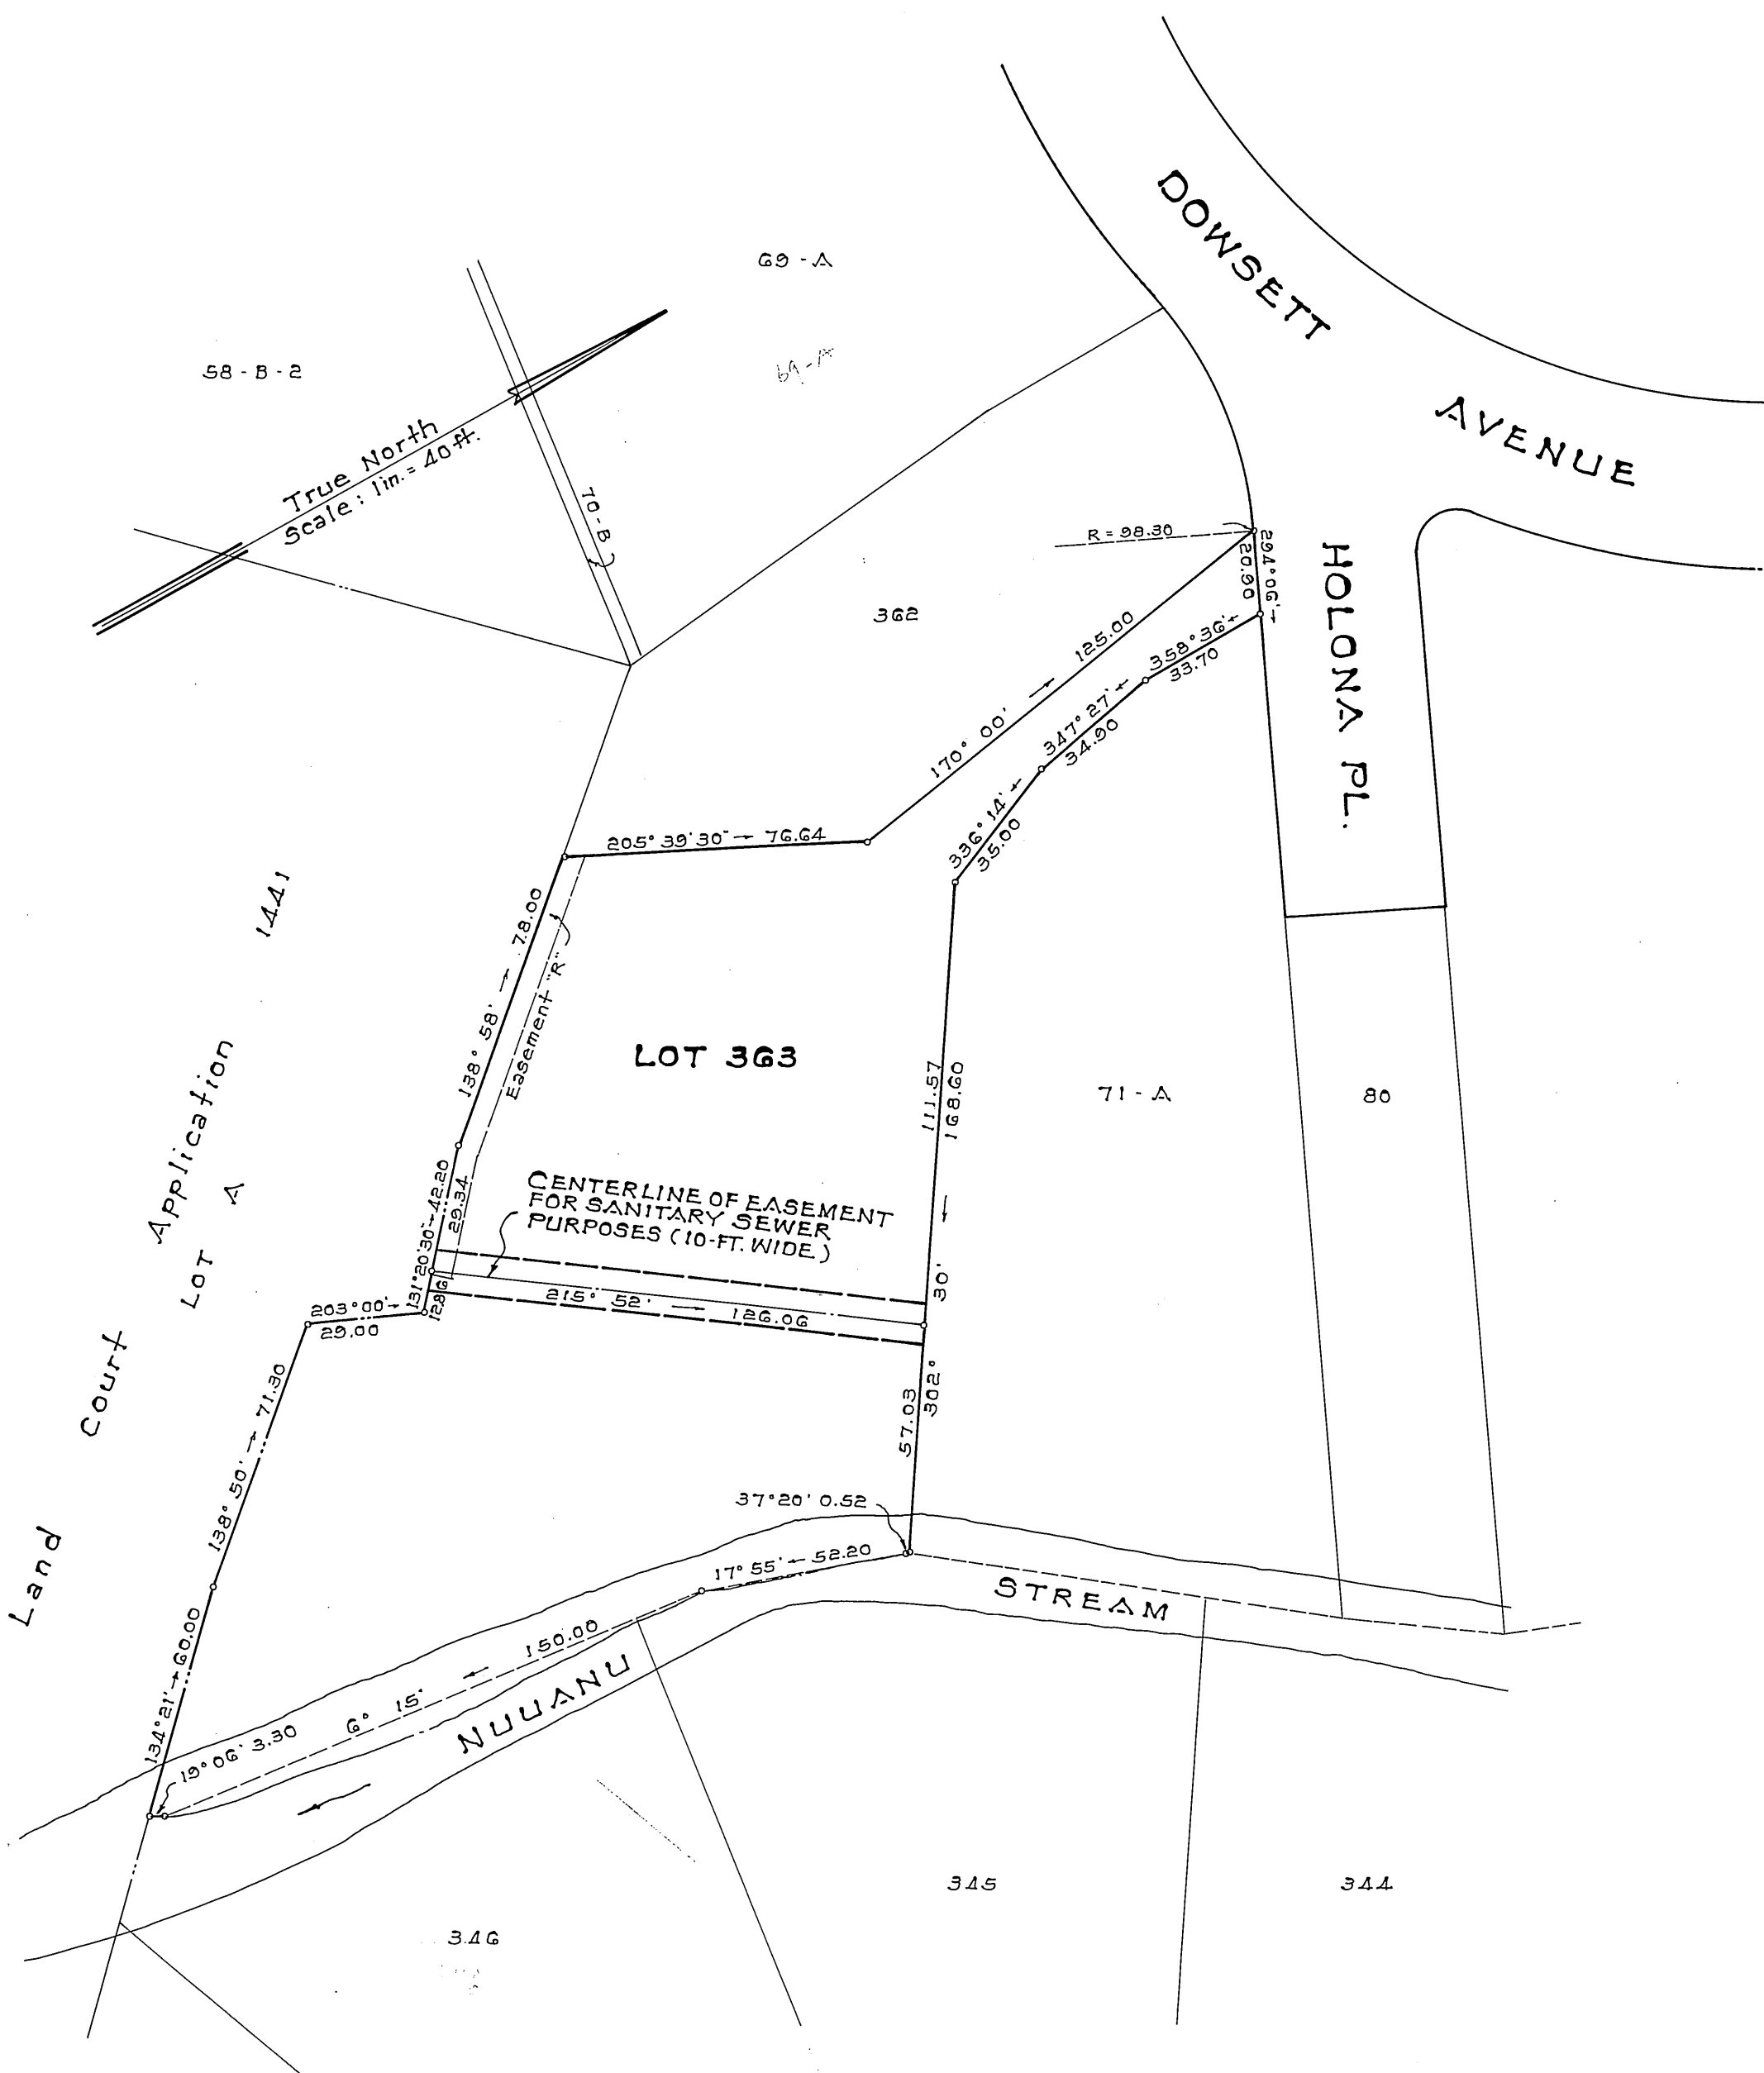 DOWSETT
AVENUE
HOLONA PL.
69-A
69-A
58-B-2
True North
Scale: 1in. = 40ft.
70-B
362
R = 98.30
294°06'
20.90
125.00
170° 00'
358°36'
33.70
347° 27'
34.90
336° 14'
35.00
205° 39' 30" 76.64
138° 58' 78.00
Easement "R"
1441
Application
LOT A
Court
Land
LOT 363
111.57
168.60
71-A
80
CENTERLINE OF EASEMENT
FOR SANITARY SEWER
PURPOSES (10-FT. WIDE)
131°20'30" 42.20
29.34
12.86
30'
302°
57.03
215° 52' 126.06
203°00'
29.00
138° 50' 71.30
134°21' 60.00
37°20' 0.52
17° 55' 52.20
6° 15' 150.00
19°06' 3.30
NUUANU
STREAM
346
345
344